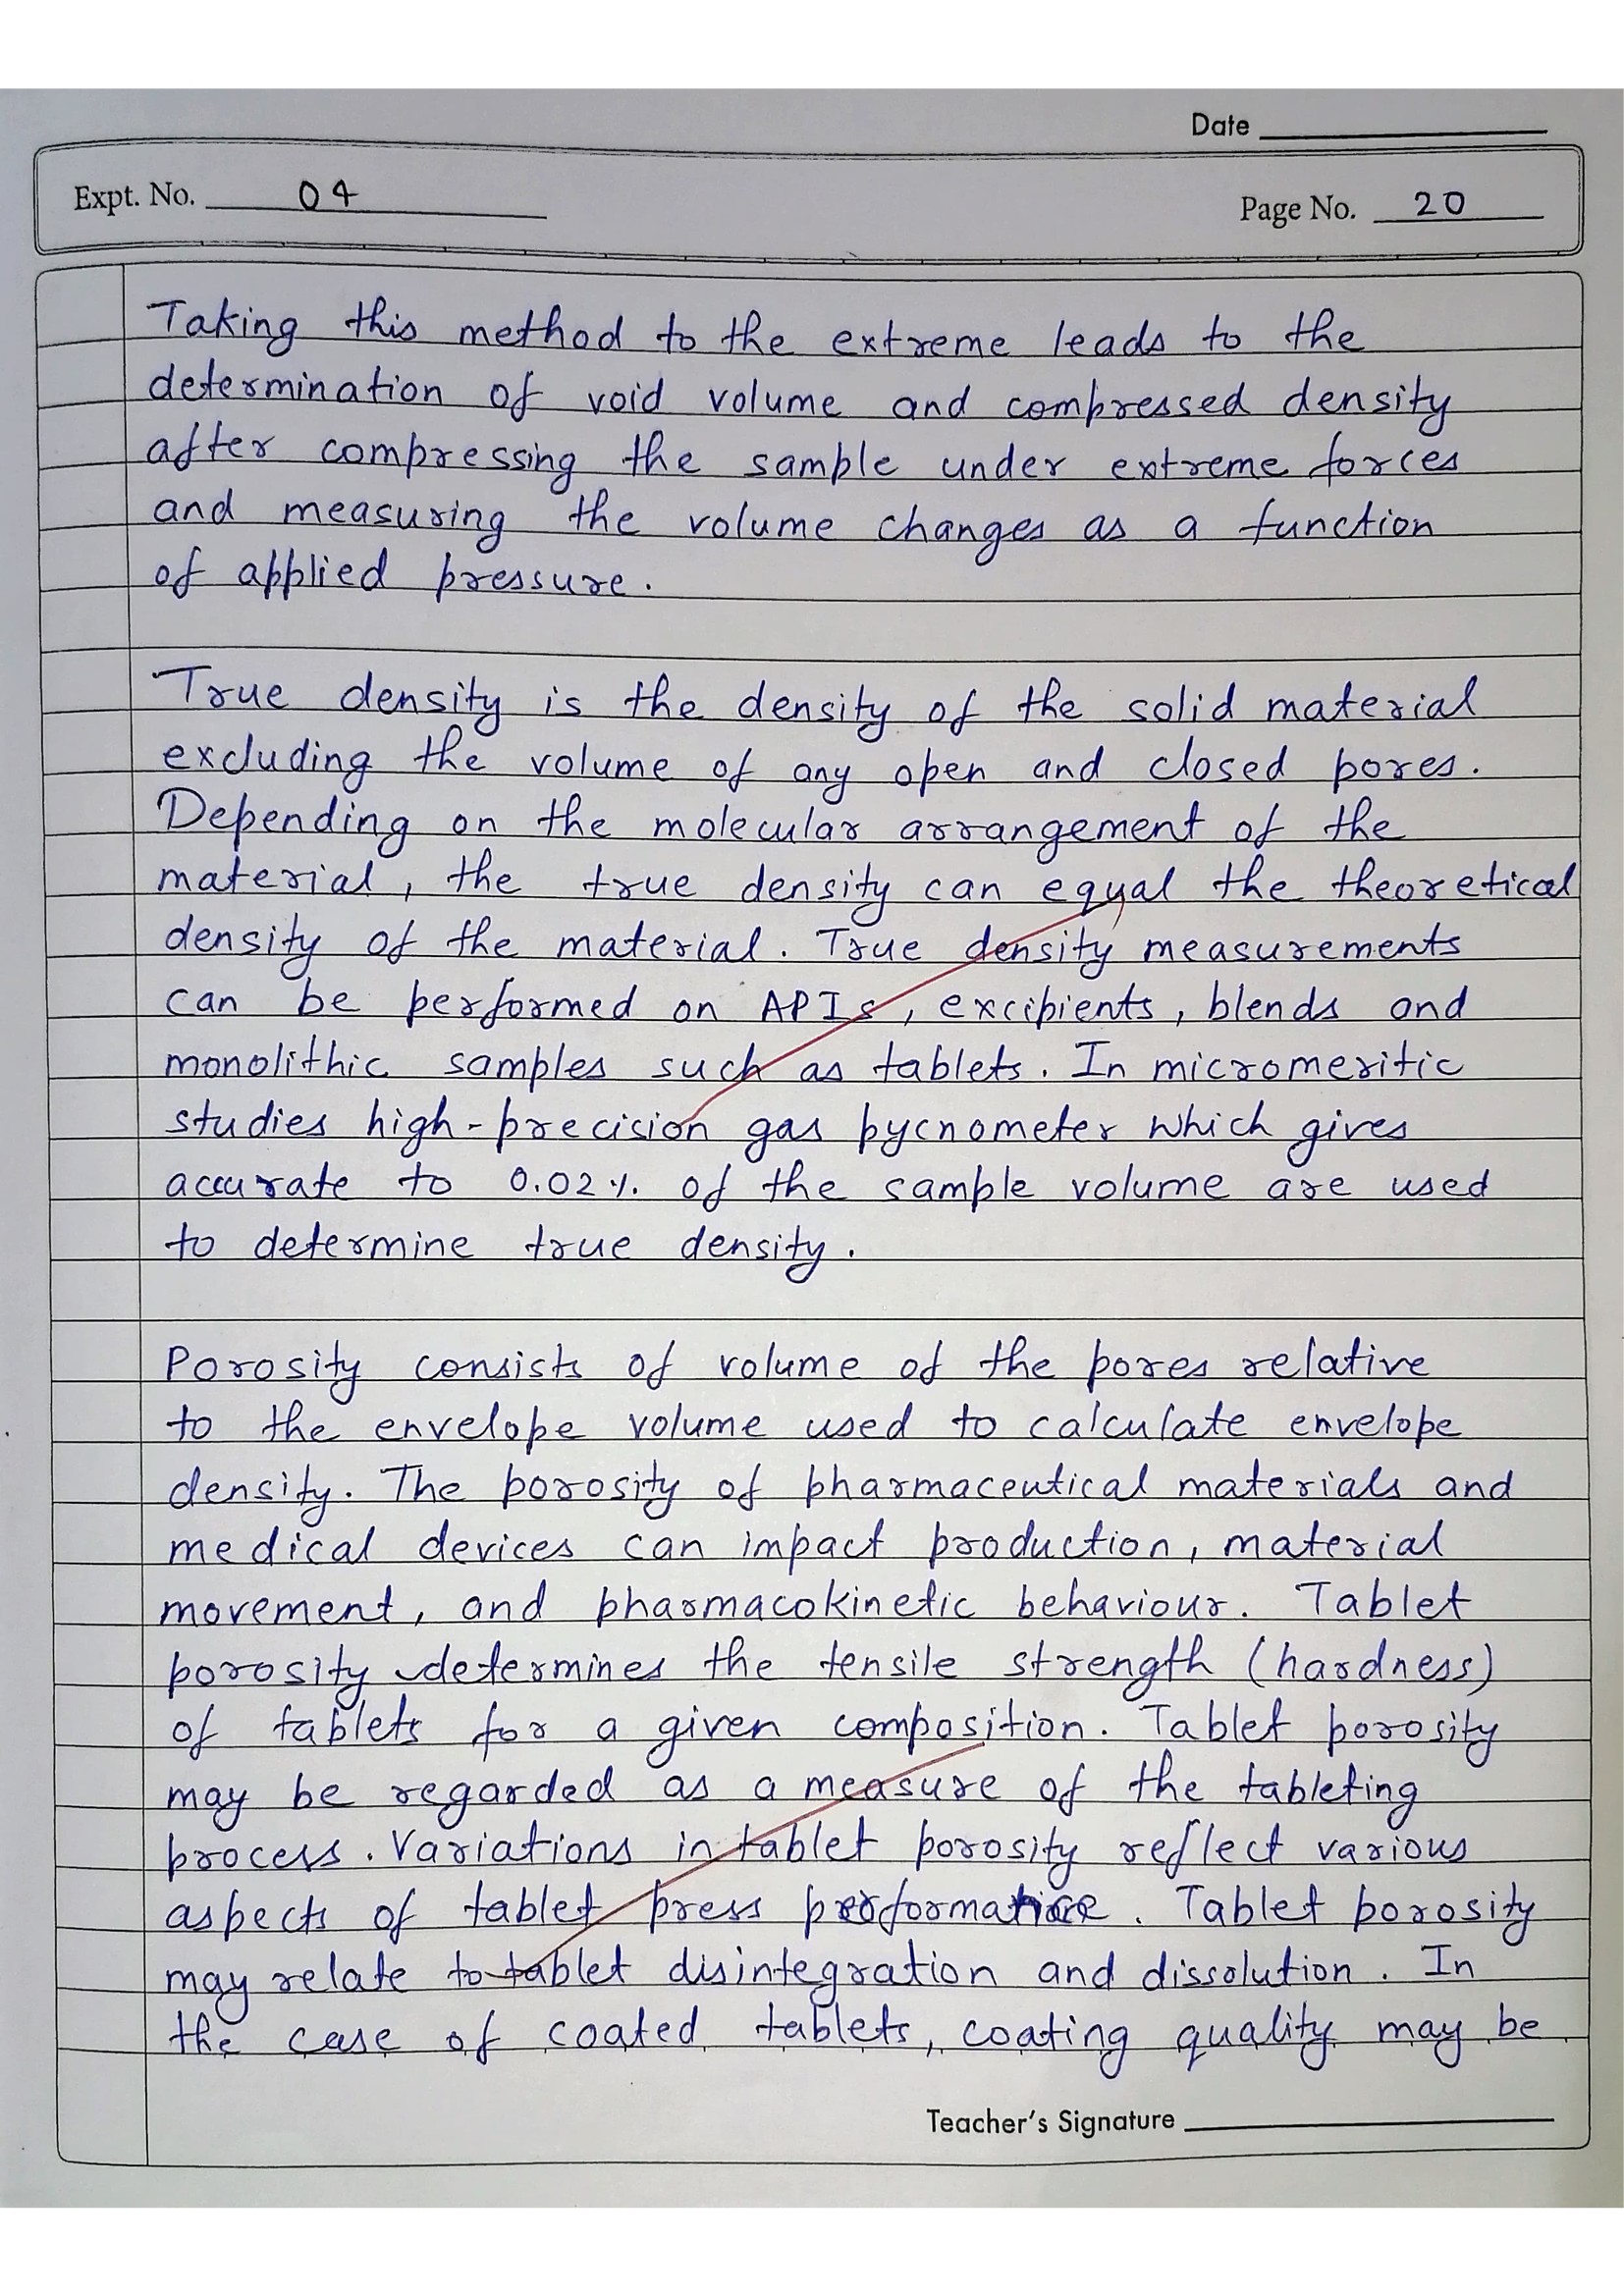 Date
Expt. No. 04
Page No. 20
Taking this method to the extreme leads to the
determination of void volume and compressed density
after compressing the sample under extreme forces
and measuring the volume changes as a function
of applied pressure.
True density is the density of the solid material
excluding the volume of any open and closed pores.
Depending on the molecular arrangement of the
material, the true density can equal the theoretical
density of the material. True density measurements
can be performed on APIs, excipients, blends and
monolithic samples such as tablets. In micromeritic
studies high-precision gas pycnometer which gives
accurate to 0.02%. of the sample volume are used
to determine true density.
Porosity consists of volume of the pores relative
to the envelope volume used to calculate envelope
density. The porosity of pharmaceutical materials and
medical devices can impact production, material
movement, and pharmacokinetic behaviour. Tablet
porosity determines the tensile strength (hardness)
of tablets for a given composition. Tablet porosity
may be regarded as a measure of the tableting
process. Variations in tablet porosity reflect various
aspects of tablet press performance. Tablet porosity
may relate to tablet disintegration and dissolution. In
the case of coated tablets, coating quality may be
Teacher's Signature